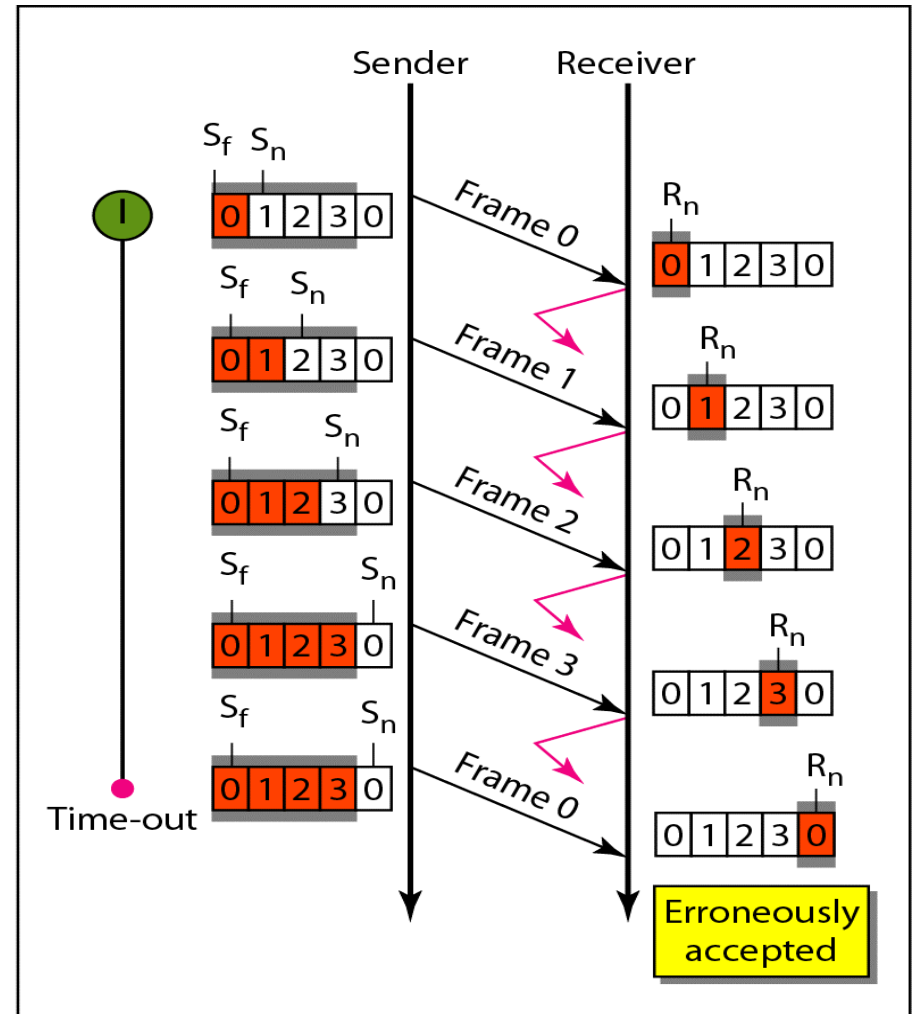 Sender Receiver
Sf Sn
I
0 1 2 3 0
Frame 0
Rn
0 1 2 3 0
Sf Sn
0 1 2 3 0
Frame 1
Rn
0 1 2 3 0
Sf Sn
0 1 2 3 0
Frame 2
Rn
0 1 2 3 0
Sf Sn
0 1 2 3 0
Frame 3
Rn
0 1 2 3 0
Sf Sn
0 1 2 3 0
Time-out
Frame 0
Rn
0 1 2 3 0
Erroneously
accepted